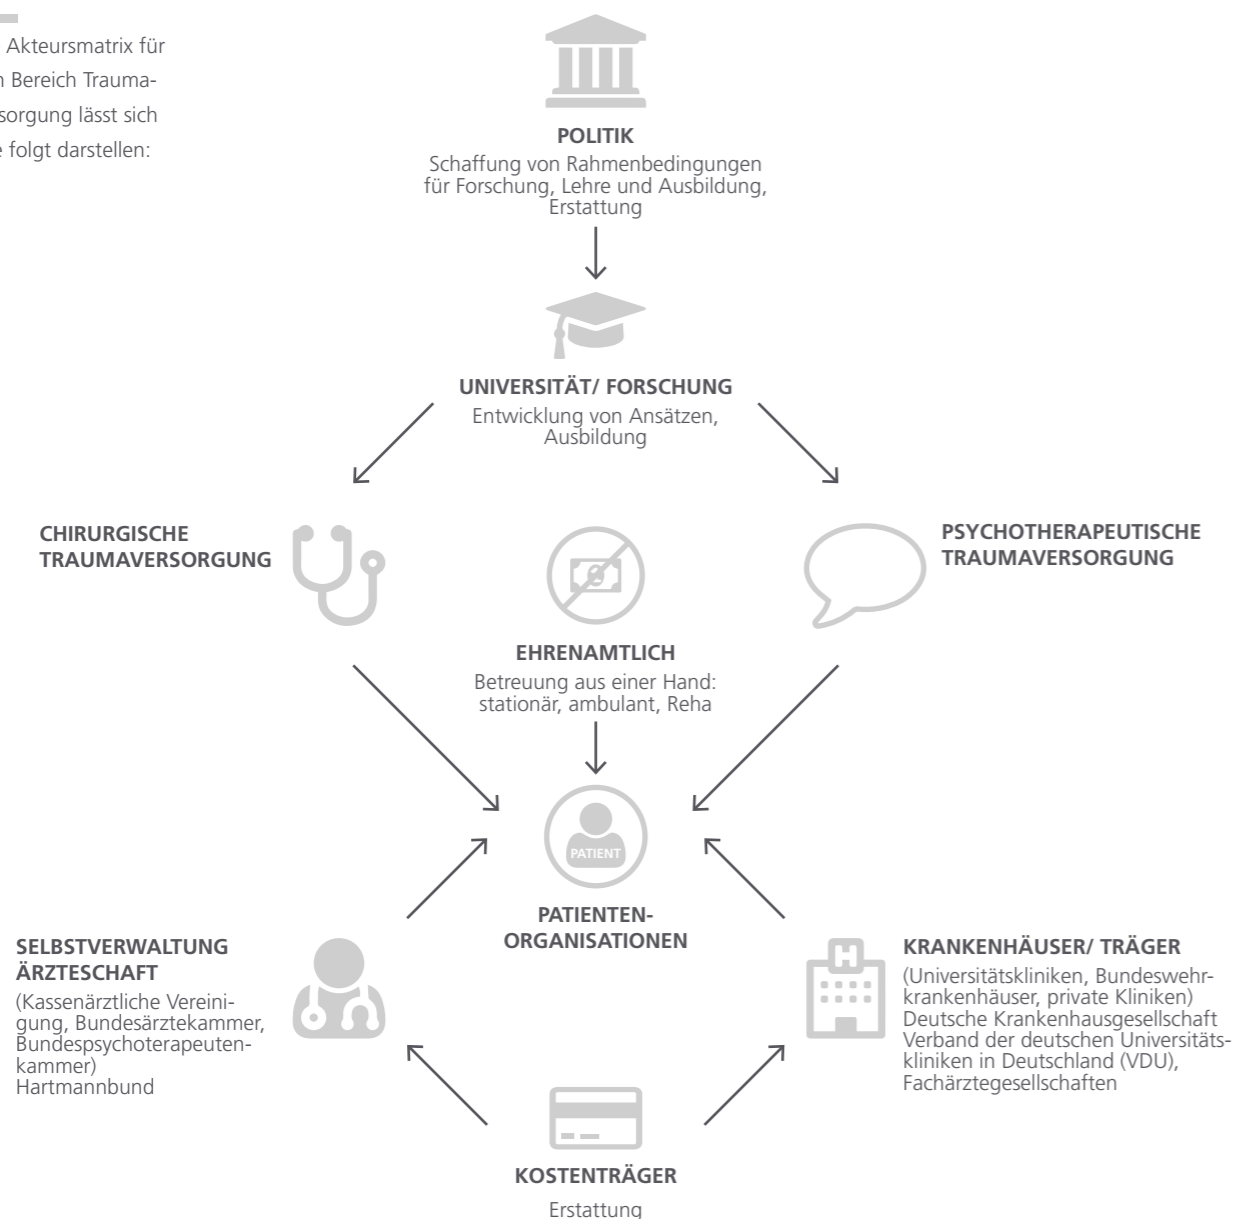 Akteursmatrix für
Bereich Trauma-
sorgung lässt sich
folgt darstellen:
POLITIK
Schaffung von Rahmenbedingungen
für Forschung, Lehre und Ausbildung,
Erstattung
UNIVERSITÄT/ FORSCHUNG
Entwicklung von Ansätzen,
Ausbildung
CHIRURGISCHE
TRAUMAVERSORGUNG
PSYCHOTHERAPEUTISCHE
TRAUMAVERSORGUNG
EHRENAMTLICH
Betreuung aus einer Hand:
stationär, ambulant, Reha
PATIENT
PATIENTEN-
ORGANISATIONEN
SELBSTVERWALTUNG
ÄRZTESCHAFT
(Kassenärztliche Vereini-
gung, Bundesärztekammer,
Bundespsychoterapeuten-
kammer)
Hartmannbund
H
KRANKENHÄUSER/ TRÄGER
(Universitätskliniken, Bundeswehr-
krankenhäuser, private Kliniken)
Deutsche Krankenhausgesellschaft
Verband der deutschen Universitäts-
kliniken in Deutschland (VDU),
Fachärztegesellschaften
KOSTENTRÄGER
Erstattung